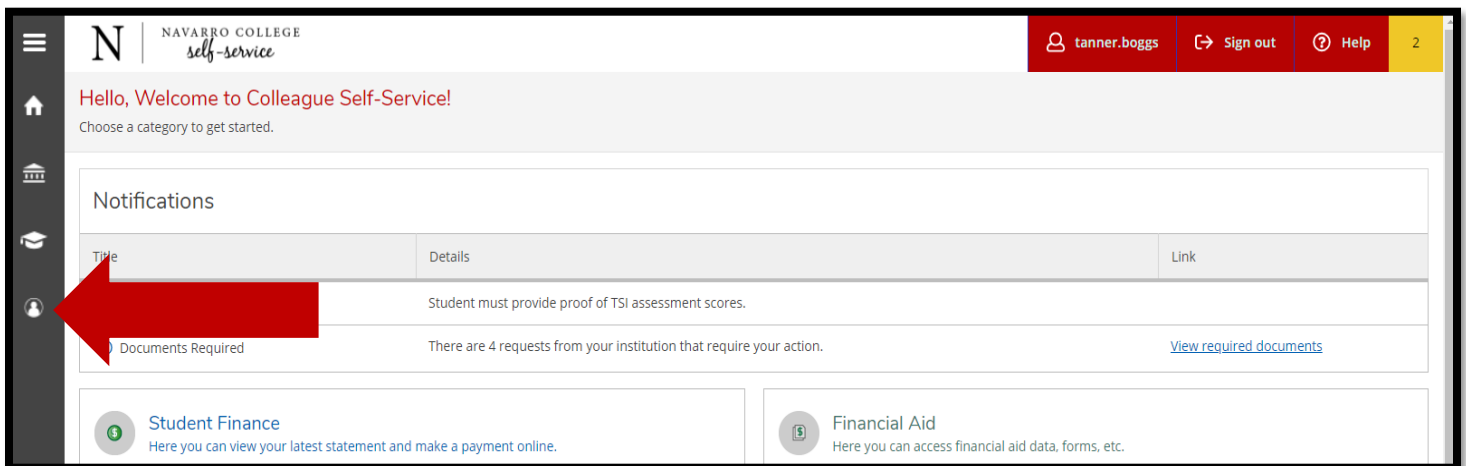 N
NAVARRO COLLEGE
self-service
tanner.boggs
Sign out
? Help
2
Hello, Welcome to Colleague Self-Service!
Choose a category to get started.
Notifications
Title Details Link
Student must provide proof of TSI assessment scores.
Documents Required There are 4 requests from your institution that require your action. View required documents
$ Student Finance
Here you can view your latest statement and make a payment online.
$ Financial Aid
Here you can access financial aid data, forms, etc.